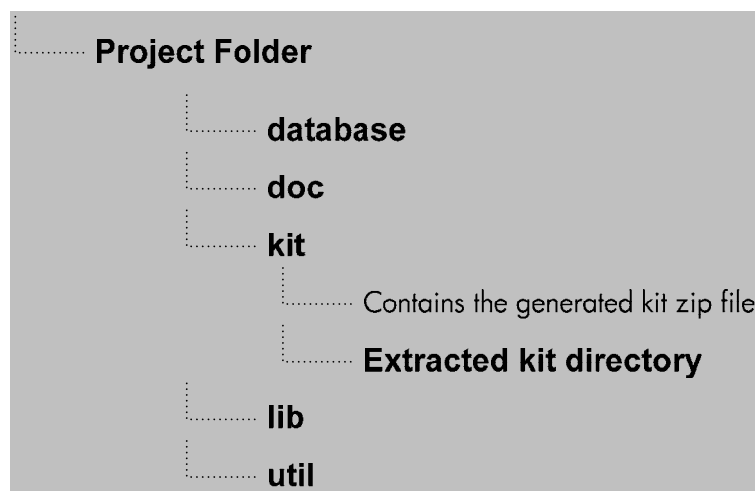 Project Folder
database
doc
kit
Contains the generated kit zip file
Extracted kit directory
lib
util